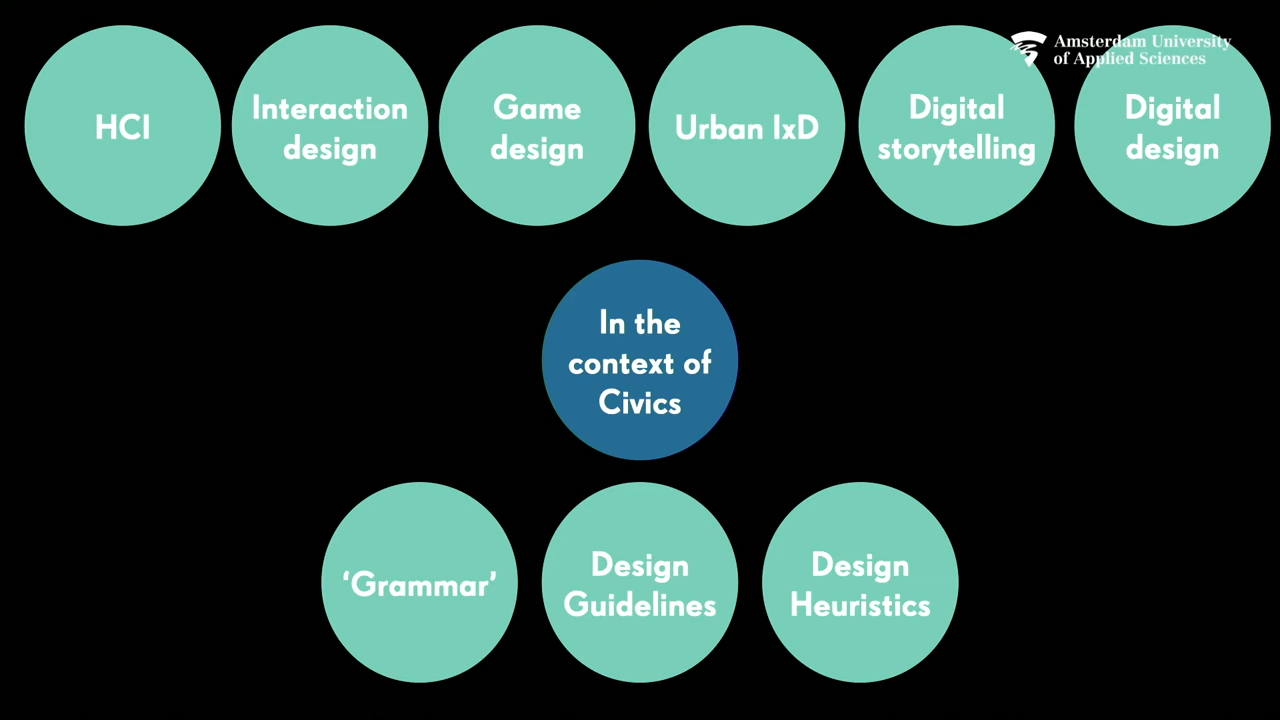 HCI
Interaction
design
Game
design
Urban IxD
Digital
storytelling
Amsterdam University
of Applied Sciences
Digital
design
In the
context of
Civics
‘Grammar’
Design
Guidelines
Design
Heuristics